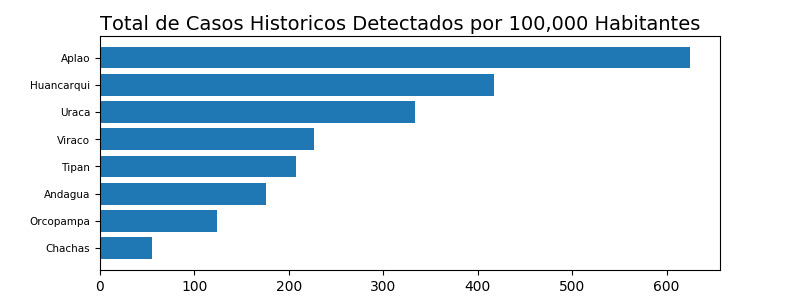 Total de Casos Historicos Detectados por 100,000 Habitantes
Aplao
Huancarqui
Uraca
Viraco
Tipan
Andagua
Orcopampa
Chachas
0 100 200 300 400 500 600